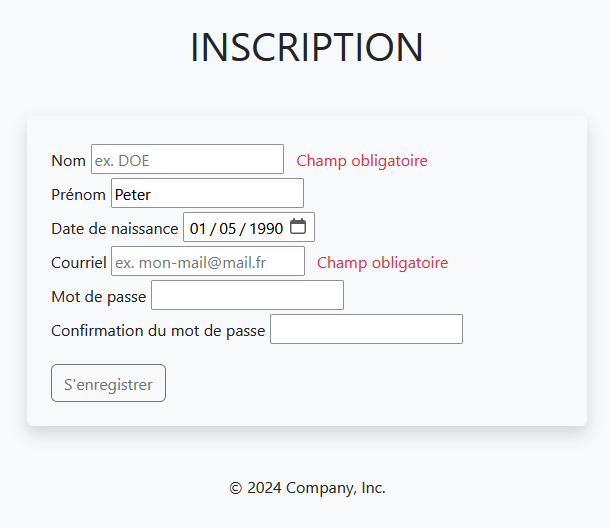 INSCRIPTION
Nom ex. DOE Champ obligatoire
Prénom Peter
Date de naissance 01/05/1990
Courriel ex. mon-mail@mail.fr Champ obligatoire
Mot de passe
Confirmation du mot de passe
S'enregistrer
© 2024 Company, Inc.